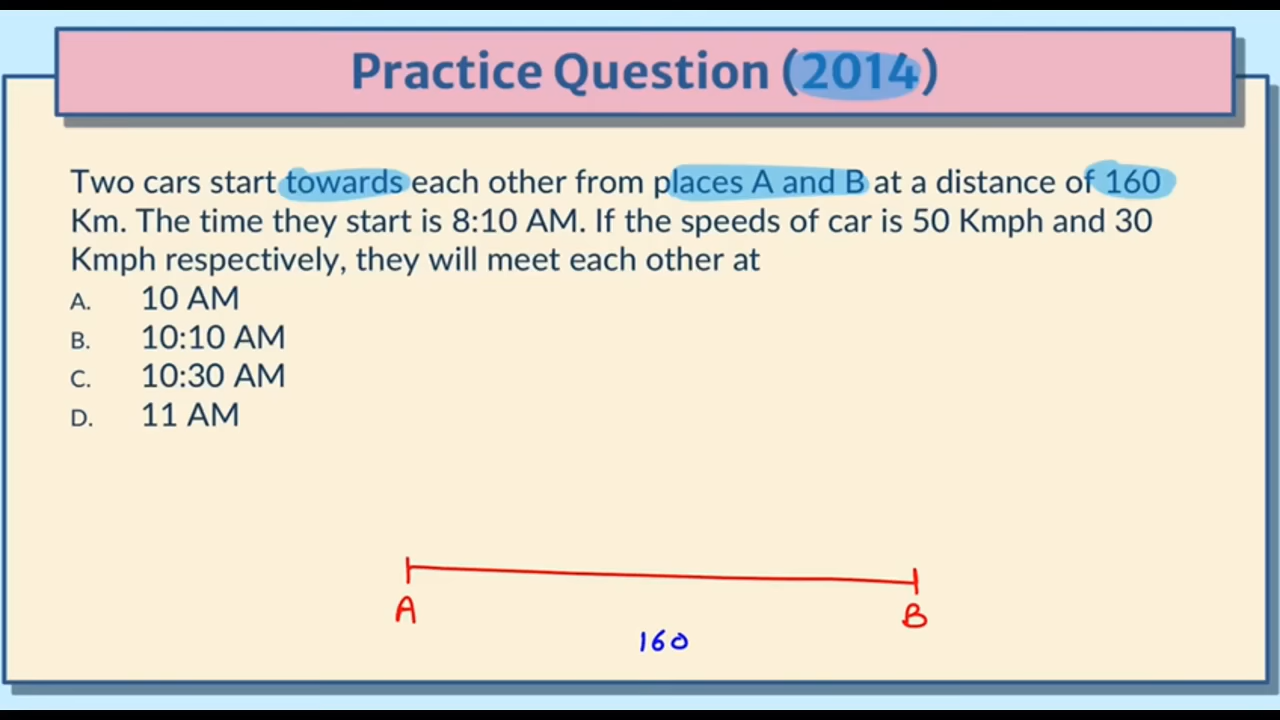 Practice Question (2014)
Two cars start towards each other from places A and B at a distance of 160
Km. The time they start is 8:10 AM. If the speeds of car is 50 Kmph and 30
Kmph respectively, they will meet each other at
A. 10 AM
B. 10:10 AM
C. 10:30 AM
D. 11 AM
A B
160